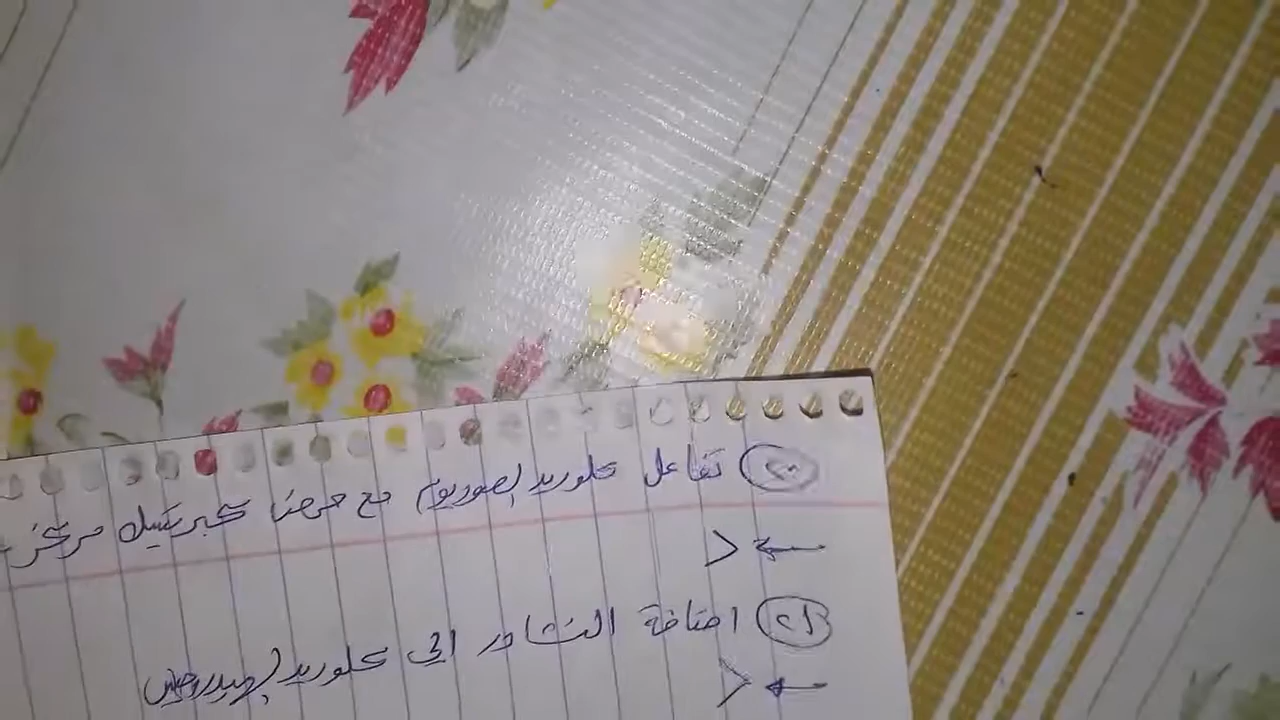 ٢٠ تفاعل كلوريد الصوديوم مع حمض كبريتيك مركز
<
٢١ اضافة النشادر الى كلوريد الهيدروجين
<